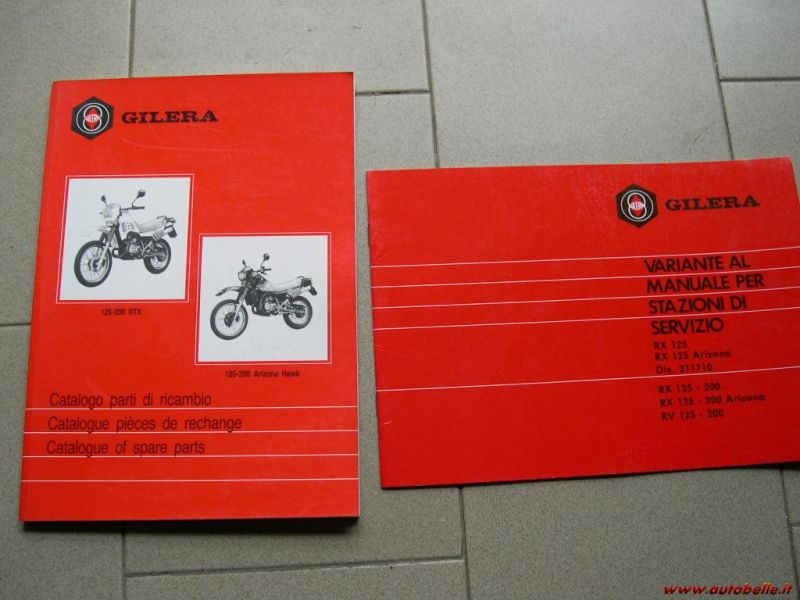 GILERA
GILERA
125-200 RTX
125-200 Arizona Hawk
Catalogo parti di ricambio
Catalogue pièces de rechange
Catalogue of spare parts
GILERA
GILERA
VARIANTE AL
MANUALE PER
STAZIONI DI
SERVIZIO
RX 125
RX 125 Arizona
Dis. 211710
RX 125 - 200
RX 125 - 200 Arizona
RV 125 - 200
www.autobelle.it